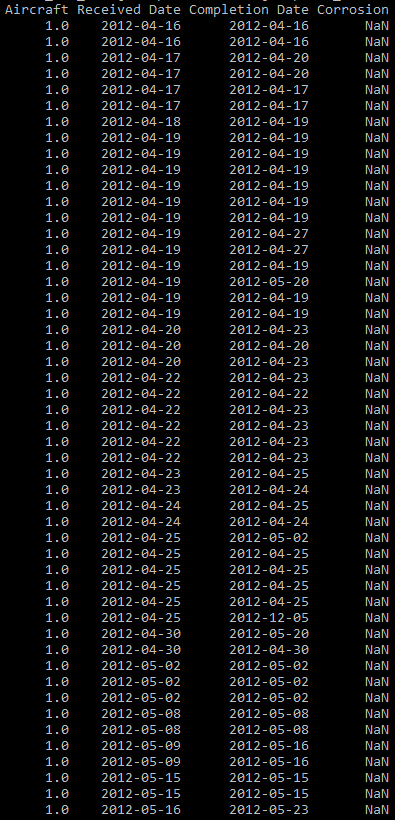 Aircraft Received Date Completion Date Corrosion
1.0 2012-04-16 2012-04-16 NaN
1.0 2012-04-16 2012-04-16 NaN
1.0 2012-04-17 2012-04-20 NaN
1.0 2012-04-17 2012-04-20 NaN
1.0 2012-04-17 2012-04-17 NaN
1.0 2012-04-17 2012-04-17 NaN
1.0 2012-04-18 2012-04-19 NaN
1.0 2012-04-19 2012-04-19 NaN
1.0 2012-04-19 2012-04-19 NaN
1.0 2012-04-19 2012-04-19 NaN
1.0 2012-04-19 2012-04-19 NaN
1.0 2012-04-19 2012-04-19 NaN
1.0 2012-04-19 2012-04-19 NaN
1.0 2012-04-19 2012-04-27 NaN
1.0 2012-04-19 2012-04-27 NaN
1.0 2012-04-19 2012-04-19 NaN
1.0 2012-04-19 2012-05-20 NaN
1.0 2012-04-19 2012-04-19 NaN
1.0 2012-04-19 2012-04-19 NaN
1.0 2012-04-20 2012-04-23 NaN
1.0 2012-04-20 2012-04-20 NaN
1.0 2012-04-20 2012-04-23 NaN
1.0 2012-04-22 2012-04-23 NaN
1.0 2012-04-22 2012-04-22 NaN
1.0 2012-04-22 2012-04-23 NaN
1.0 2012-04-22 2012-04-23 NaN
1.0 2012-04-22 2012-04-23 NaN
1.0 2012-04-22 2012-04-23 NaN
1.0 2012-04-23 2012-04-25 NaN
1.0 2012-04-23 2012-04-24 NaN
1.0 2012-04-24 2012-04-25 NaN
1.0 2012-04-24 2012-04-24 NaN
1.0 2012-04-25 2012-05-02 NaN
1.0 2012-04-25 2012-04-25 NaN
1.0 2012-04-25 2012-04-25 NaN
1.0 2012-04-25 2012-04-25 NaN
1.0 2012-04-25 2012-04-25 NaN
1.0 2012-04-25 2012-12-05 NaN
1.0 2012-04-30 2012-05-20 NaN
1.0 2012-04-30 2012-04-30 NaN
1.0 2012-05-02 2012-05-02 NaN
1.0 2012-05-02 2012-05-02 NaN
1.0 2012-05-02 2012-05-02 NaN
1.0 2012-05-08 2012-05-08 NaN
1.0 2012-05-08 2012-05-08 NaN
1.0 2012-05-09 2012-05-16 NaN
1.0 2012-05-09 2012-05-16 NaN
1.0 2012-05-15 2012-05-15 NaN
1.0 2012-05-15 2012-05-15 NaN
1.0 2012-05-16 2012-05-23 NaN